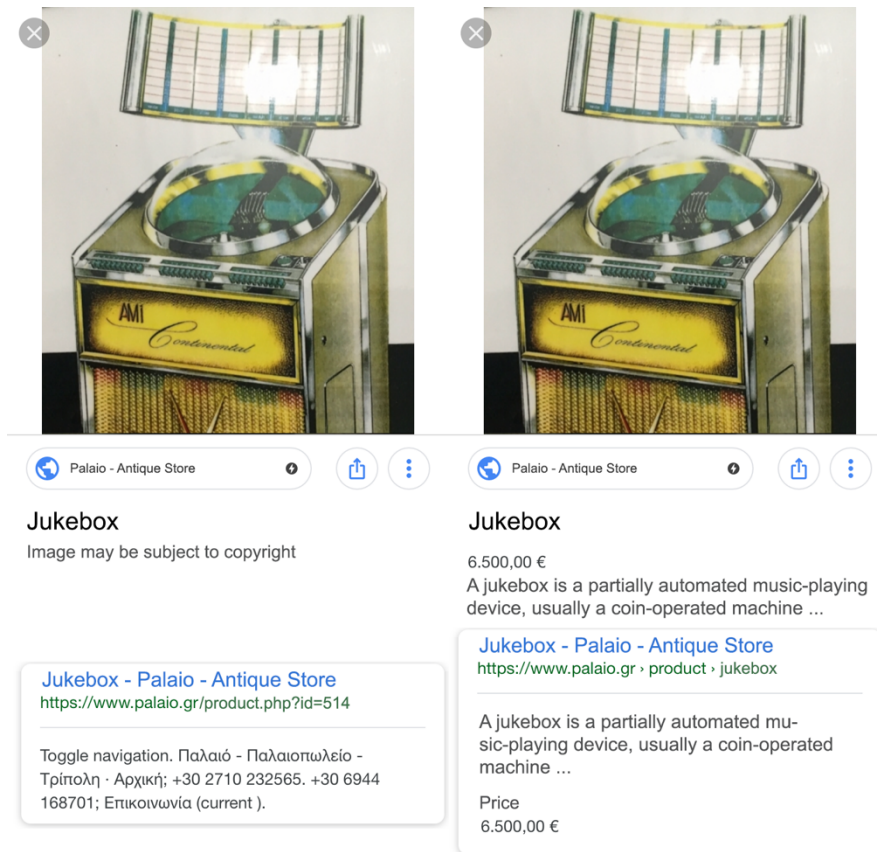 AMi
Continental
Palaio - Antique Store
Jukebox
Image may be subject to copyright
Jukebox - Palaio - Antique Store
https://www.palaio.gr/product.php?id=514
Toggle navigation. Παλαιό - Παλαιοπωλείο -
Τρίπολη · Αρχική; +30 2710 232565. +30 6944
168701; Επικοινωνία (current ).
AMi
Continental
Palaio - Antique Store
Jukebox
6.500,00 €
A jukebox is a partially automated music-playing
device, usually a coin-operated machine ...
Jukebox - Palaio - Antique Store
https://www.palaio.gr › product › jukebox
A jukebox is a partially automated mu-
sic-playing device, usually a coin-operated
machine ...
Price
6.500,00 €